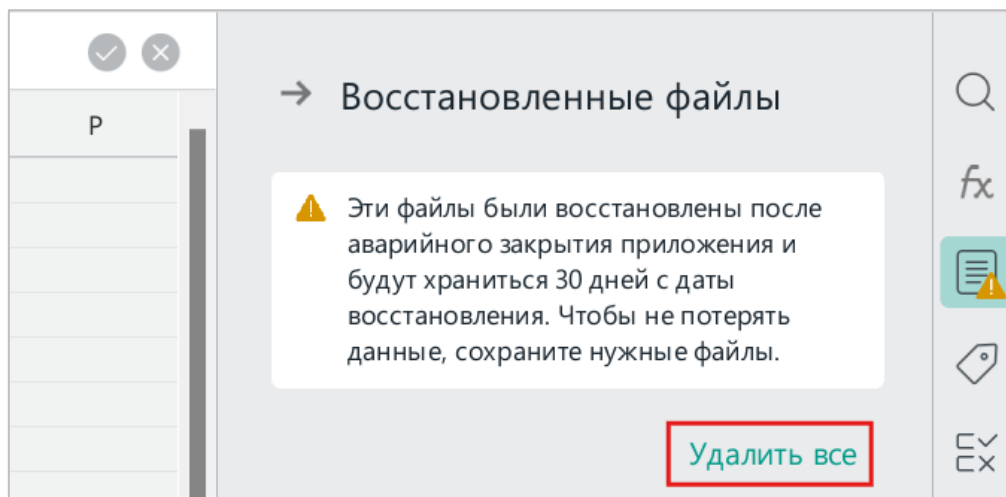 P
Восстановленные файлы
Эти файлы были восстановлены после
аварийного закрытия приложения и
будут храниться 30 дней с даты
восстановления. Чтобы не потерять
данные, сохраните нужные файлы.
Удалить все
fx